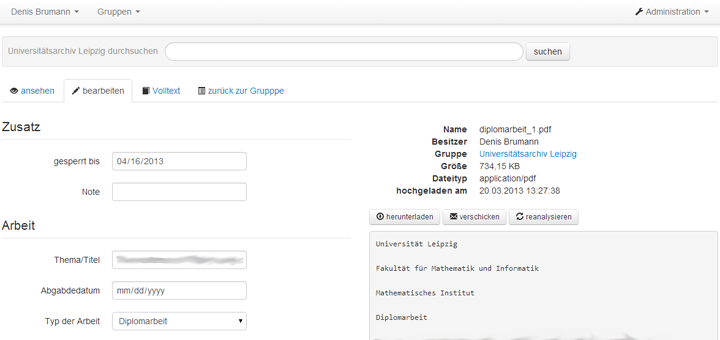 Denis Brumann Gruppen Administration
Universitätsarchiv Leipzig durchsuchen suchen
ansehen bearbeiten Volltext zurück zur Grupppe
Zusatz
gesperrt bis 04/16/2013
Note
Arbeit
Thema/Titel
Abgabdedatum mm/dd/yyyy
Typ der Arbeit Diplomarbeit
Name diplomarbeit_1.pdf
Besitzer Denis Brumann
Gruppe Universitätsarchiv Leipzig
Größe 734,15 KB
Dateityp application/pdf
hochgeladen am 20.03.2013 13:27:38
herunterladen verschicken reanalysieren
Universität Leipzig
Fakultät für Mathematik und Informatik
Mathematisches Institut
Diplomarbeit